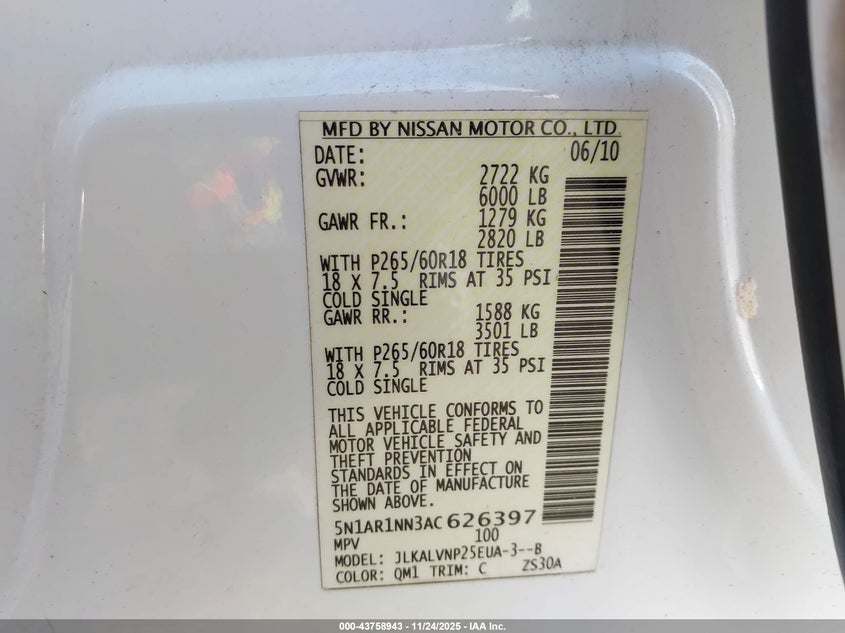 MFD BY NISSAN MOTOR CO., LTD.
DATE: 06/10
GVWR: 2722 KG
6000 LB
GAWR FR.: 1279 KG
2820 LB
WITH P265/60R18 TIRES
18 X 7.5 RIMS AT 35 PSI
COLD SINGLE
GAWR RR.: 1588 KG
3501 LB
WITH P265/60R18 TIRES
18 X 7.5 RIMS AT 35 PSI
COLD SINGLE
THIS VEHICLE CONFORMS TO
ALL APPLICABLE FEDERAL
MOTOR VEHICLE SAFETY AND
THEFT PREVENTION
STANDARDS IN EFFECT ON
THE DATE OF MANUFACTURE
SHOWN ABOVE.
5N1AR1NN3AC 626397
MPV 100
MODEL: JLKALVNP25EUA-3--B
COLOR: QM1 TRIM: C ZS30A
000-43758943 - 11/24/2025 - IAA Inc.